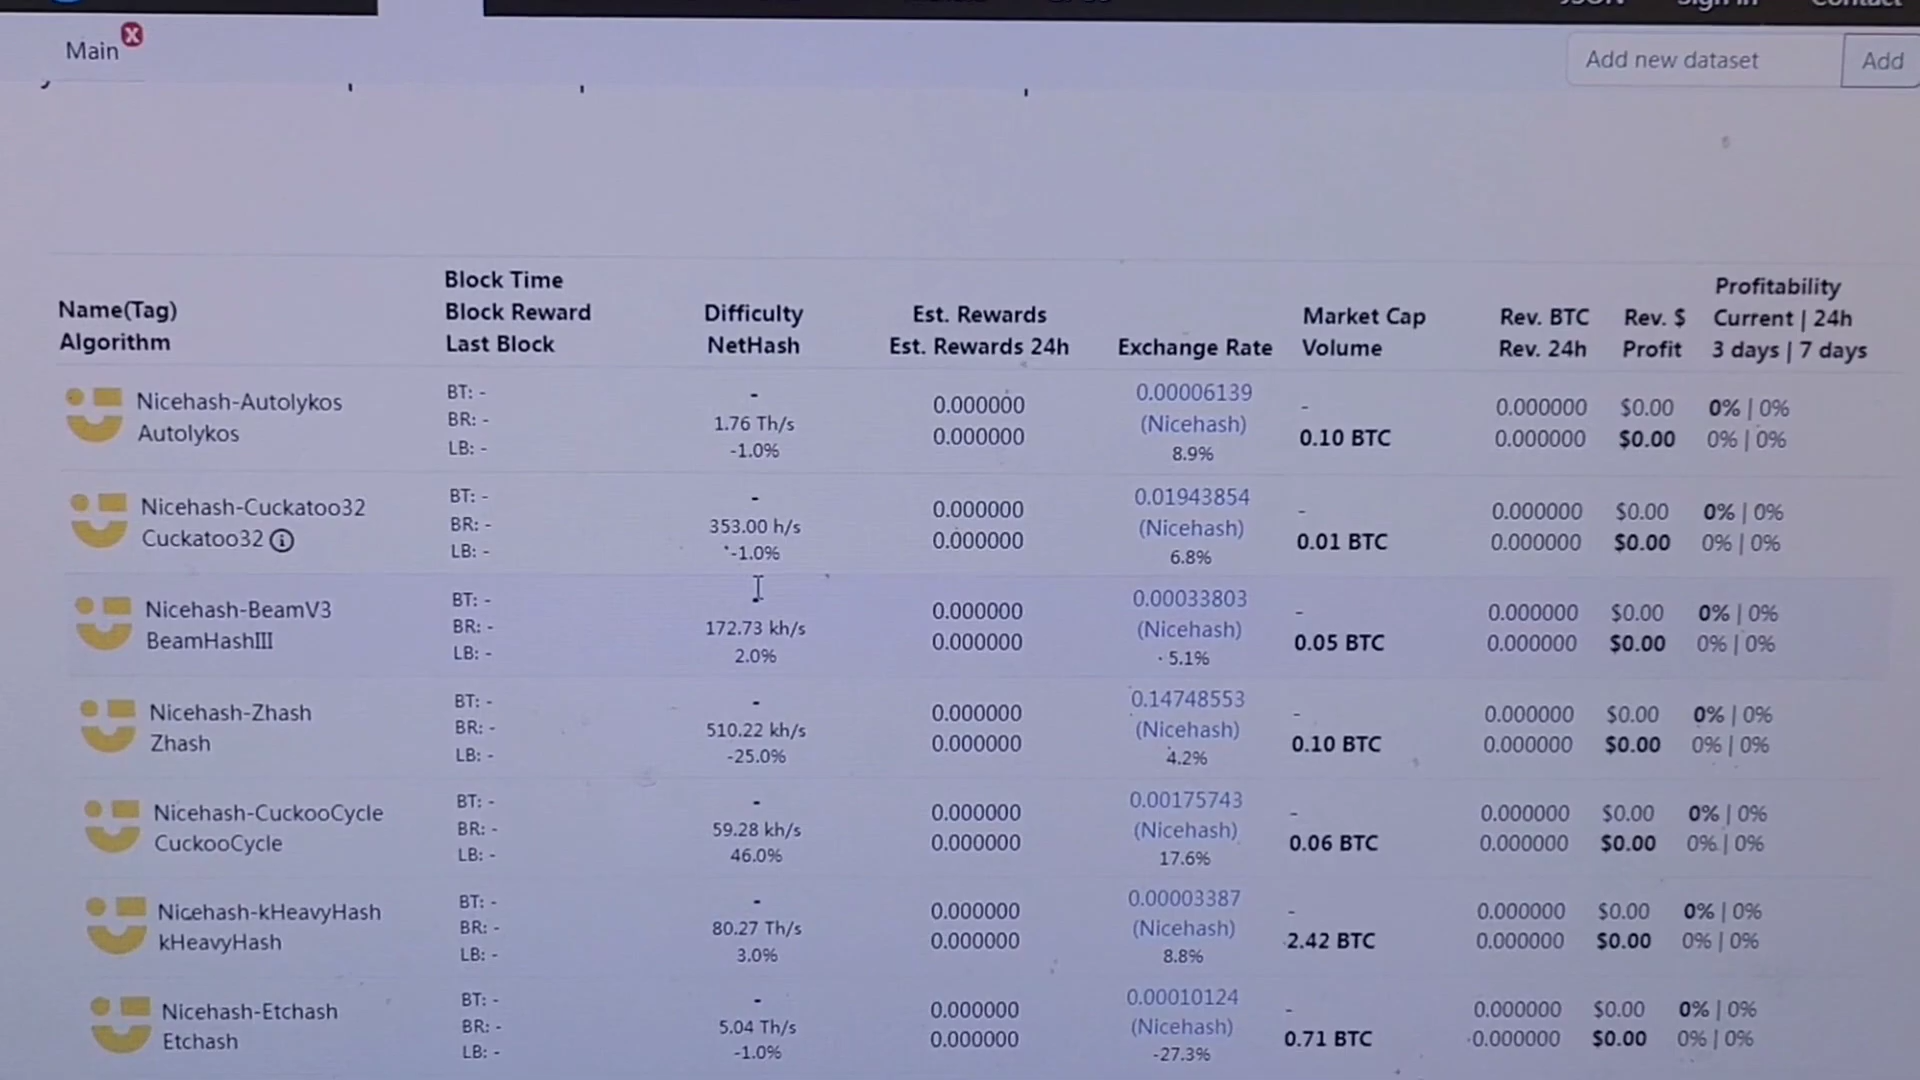 Main
Add new dataset
Add
Name(Tag)
Algorithm
Block Time
Block Reward
Last Block
Difficulty
NetHash
Est. Rewards
Est. Rewards 24h
Exchange Rate
Market Cap
Volume
Rev. BTC
Rev. 24h
Rev. $
Profit
Profitability
Current | 24h
3 days | 7 days
Nicehash-Autolykos
Autolykos
BT: -
BR: -
LB: -
-
1.76 Th/s
-1.0%
0.000000
0.000000
0.00006139
(Nicehash)
8.9%
-
0.10 BTC
0.000000
0.000000
$0.00
$0.00
0% | 0%
0% | 0%
Nicehash-Cuckatoo32
Cuckatoo32
BT: -
BR: -
LB: -
-
353.00 h/s
-1.0%
0.000000
0.000000
0.01943854
(Nicehash)
6.8%
-
0.01 BTC
0.000000
0.000000
$0.00
$0.00
0% | 0%
0% | 0%
Nicehash-BeamV3
BeamHashIII
BT: -
BR: -
LB: -
172.73 kh/s
2.0%
0.000000
0.000000
0.00033803
(Nicehash)
5.1%
-
0.05 BTC
0.000000
0.000000
$0.00
$0.00
0% | 0%
0% | 0%
Nicehash-Zhash
Zhash
BT: -
BR: -
LB: -
-
510.22 kh/s
-25.0%
0.000000
0.000000
0.14748553
(Nicehash)
4.2%
-
0.10 BTC
0.000000
0.000000
$0.00
$0.00
0% | 0%
0% | 0%
Nicehash-CuckooCycle
CuckooCycle
BT: -
BR: -
LB: -
-
59.28 kh/s
46.0%
0.000000
0.000000
0.00175743
(Nicehash)
17.6%
-
0.06 BTC
0.000000
0.000000
$0.00
$0.00
0% | 0%
0% | 0%
Nicehash-kHeavyHash
kHeavyHash
BT: -
BR: -
LB: -
-
80.27 Th/s
3.0%
0.000000
0.000000
0.00003387
(Nicehash)
8.8%
-
2.42 BTC
0.000000
0.000000
$0.00
$0.00
0% | 0%
0% | 0%
Nicehash-Etchash
Etchash
BT: -
BR: -
LB: -
-
5.04 Th/s
-1.0%
0.000000
0.000000
0.00010124
(Nicehash)
-27.3%
-
0.71 BTC
0.000000
0.000000
$0.00
$0.00
0% | 0%
0% | 0%